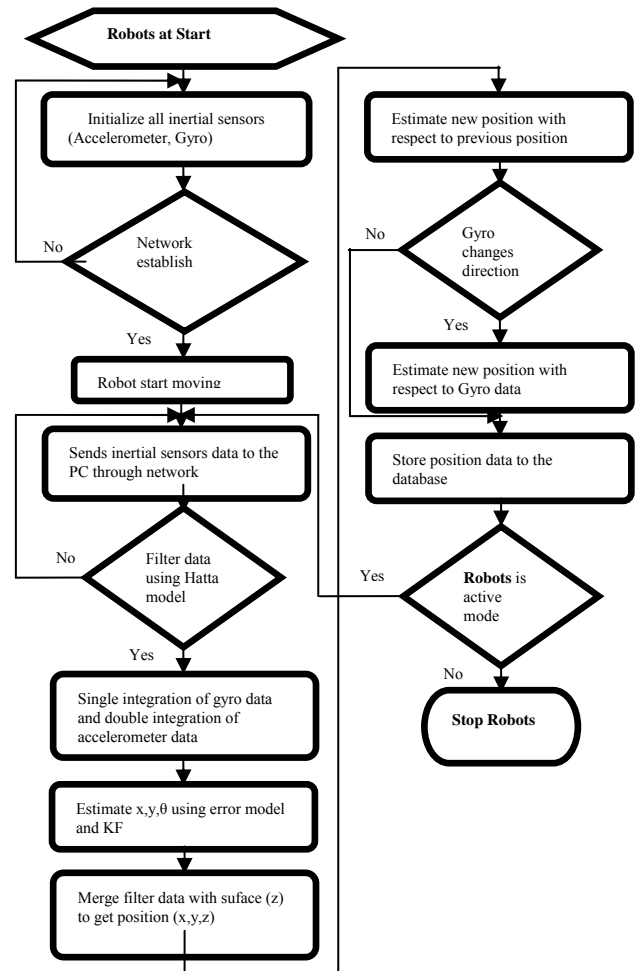 Robots at Start
Initialize all inertial sensors
(Accelerometer, Gyro)
No
Network
establish
Yes
Robot start moving
Sends inertial sensors data to the
PC through network
No
Filter data
using Hatta
model
Yes
Single integration of gyro data
and double integration of
accelerometer data
Estimate x,y,θ using error model
and KF
Merge filter data with suface (z)
to get position (x,y,z)
Estimate new position with
respect to previous position
No
Gyro
changes
direction
Yes
Estimate new position with
respect to Gyro data
Store position data to the
database
Yes
Robots is
active
mode
No
Stop Robots